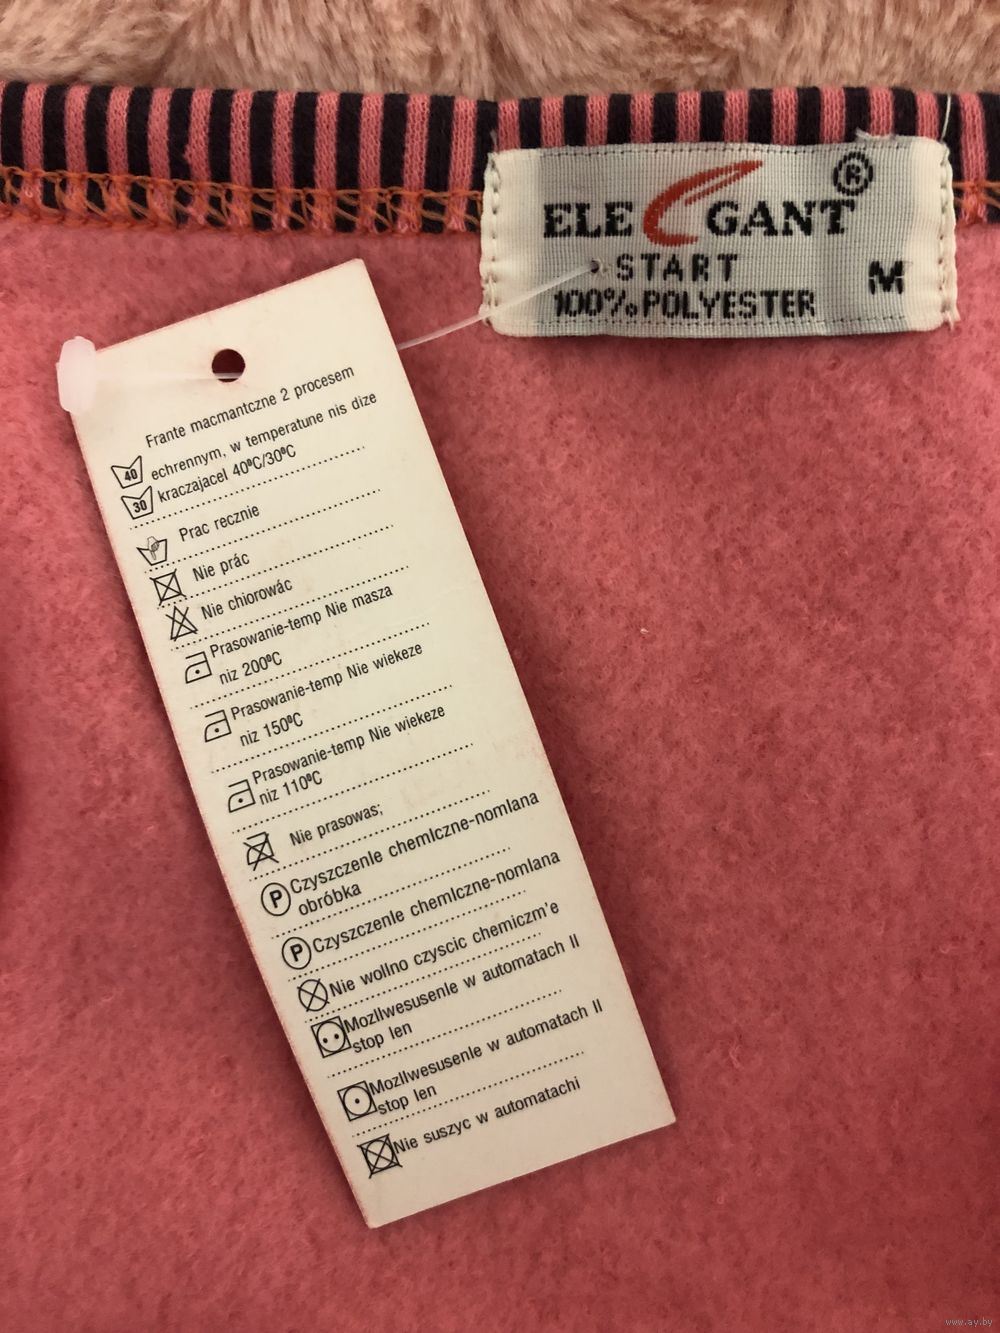 ELE GANT ®
START
100% POLYESTER
M
Frante macmantczne 2 procesem
40 echrennym, w temperatune nis dize
30 kraczajacel 40ºC/30ºC
Prac recznie
Nie prác
Nie chiorowác
Prasowanie-temp Nie masza
niz 200ºC
Prasowanie-temp Nie wiekeze
niz 150ºC
Prasowanie-temp Nie wiekeze
niz 110ºC
Nie prasowas;
P Czyszczenle chemlczne-nomlana
obróbka
P Czyszczenle chemlczne-nomlana
Nie wollno czyscic chemiczm'e
Mozllwesusenle w automatach II
stop len
Mozllwesusenle w automatach II
stop len
Nie suszyc w automatachi
www.ay.by